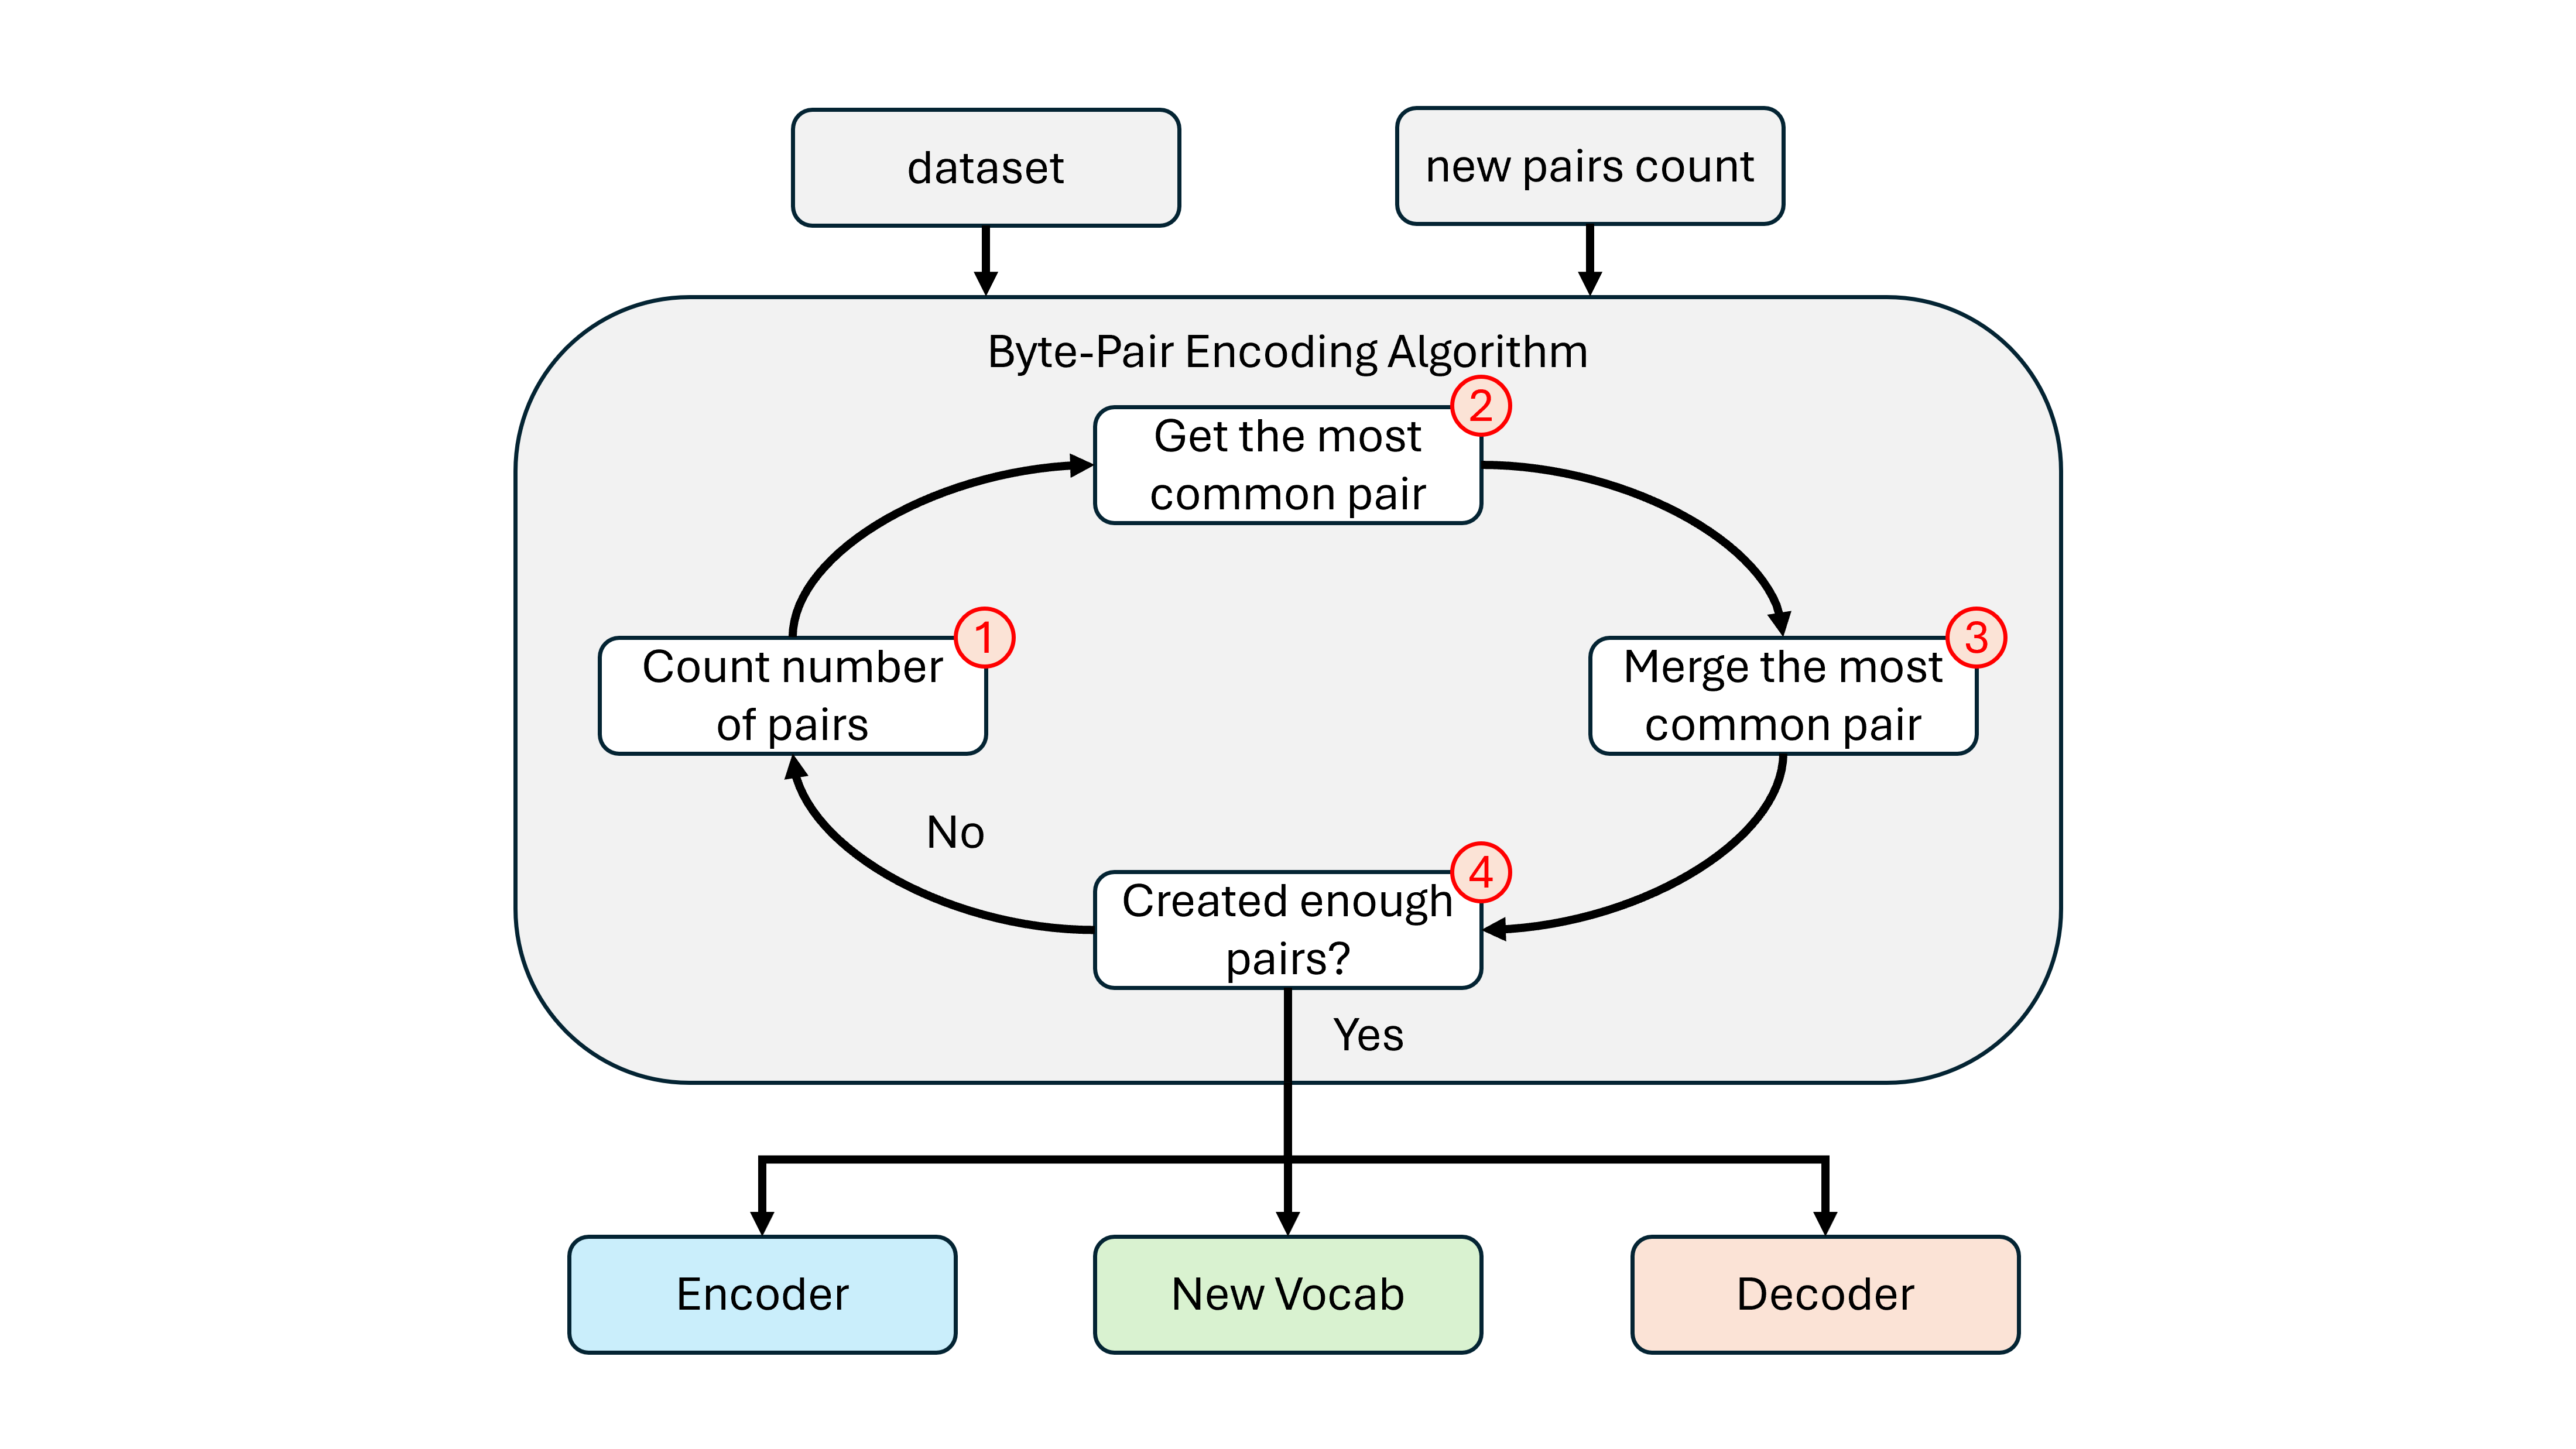 dataset
new pairs count
Byte-Pair Encoding Algorithm
2
Get the most
common pair
1
Count number
of pairs
3
Merge the most
common pair
No
4
Created enough
pairs?
Yes
Encoder
New Vocab
Decoder